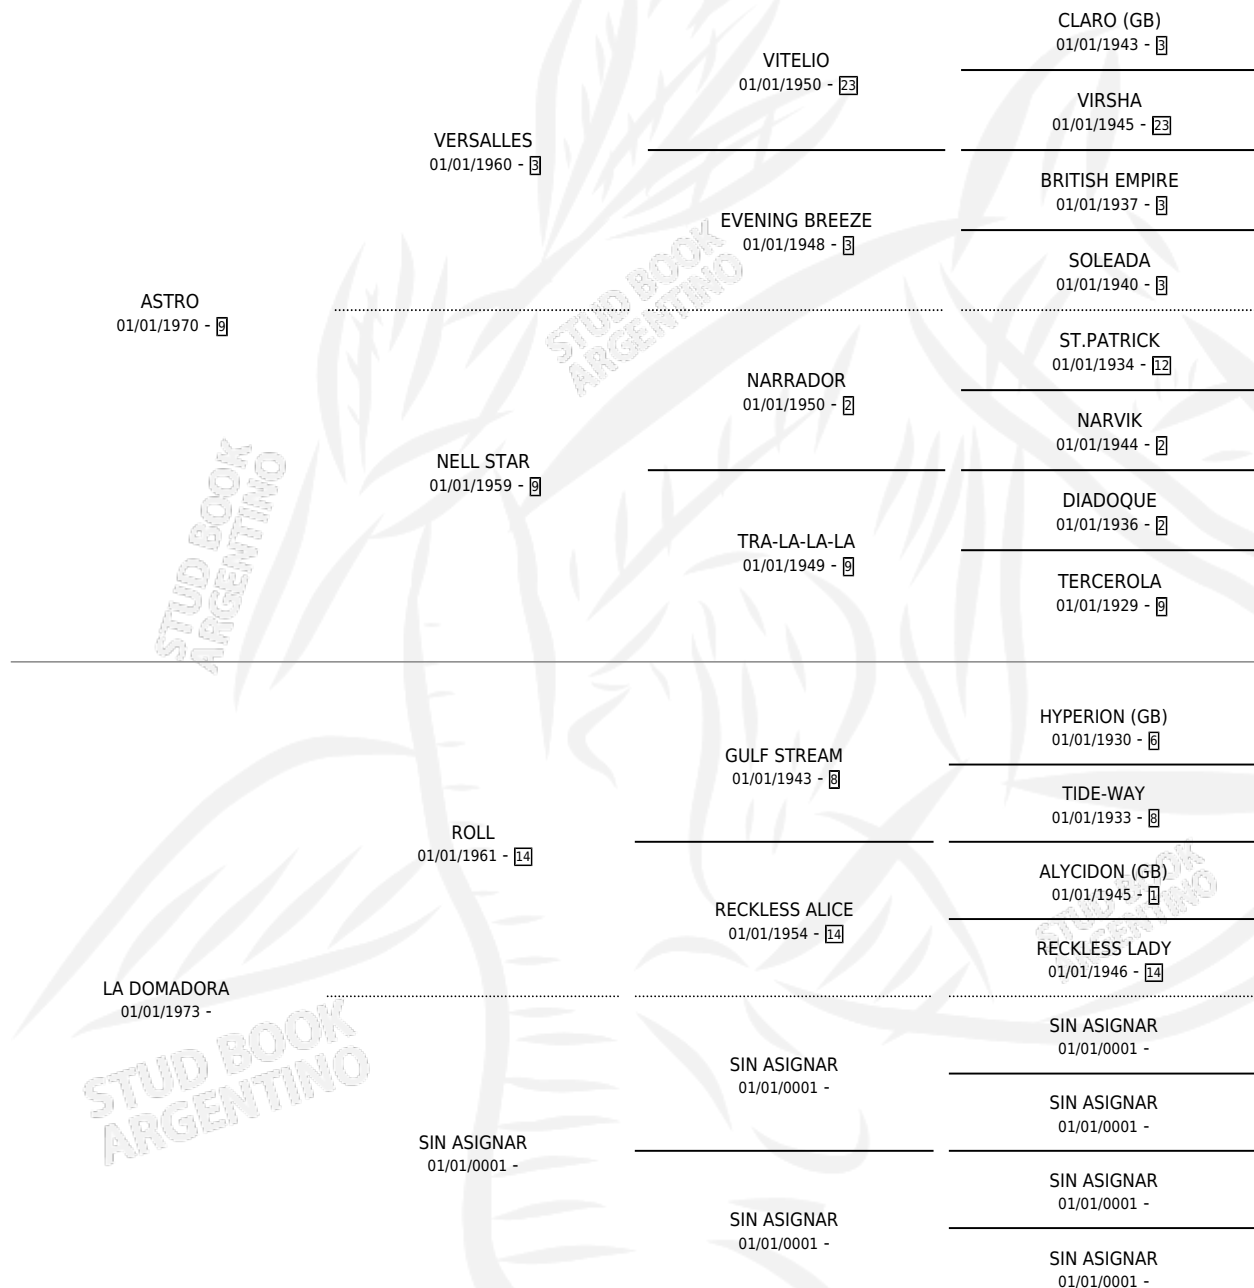 CLARO (GB)
01/01/1943 - 3
VITELIO
01/01/1950 - 23
VIRSHA
01/01/1945 - 23
VERSALLES
01/01/1960 - 3
BRITISH EMPIRE
01/01/1937 - 3
EVENING BREEZE
01/01/1948 - 3
SOLEADA
01/01/1940 - 3
ASTRO
01/01/1970 - 9
ST.PATRICK
01/01/1934 - 12
NARRADOR
01/01/1950 - 2
NARVIK
01/01/1944 - 2
NELL STAR
01/01/1959 - 9
DIADOQUE
01/01/1936 - 2
TRA-LA-LA-LA
01/01/1949 - 9
TERCEROLA
01/01/1929 - 9
HYPERION (GB)
01/01/1930 - 6
GULF STREAM
01/01/1943 - 8
TIDE-WAY
01/01/1933 - 8
ROLL
01/01/1961 - 14
ALYCIDON (GB)
01/01/1945 - 1
RECKLESS ALICE
01/01/1954 - 14
RECKLESS LADY
01/01/1946 - 14
LA DOMADORA
01/01/1973 -
SIN ASIGNAR
01/01/0001 -
SIN ASIGNAR
01/01/0001 -
SIN ASIGNAR
01/01/0001 -
SIN ASIGNAR
01/01/0001 -
SIN ASIGNAR
01/01/0001 -
SIN ASIGNAR
01/01/0001 -
SIN ASIGNAR
01/01/0001 -
STUD BOOK
ARGENTINO
STUD BOOK
ARGENTINO
STUD BOOK
ARGENTINO
STUD BOOK
ARGENTINO